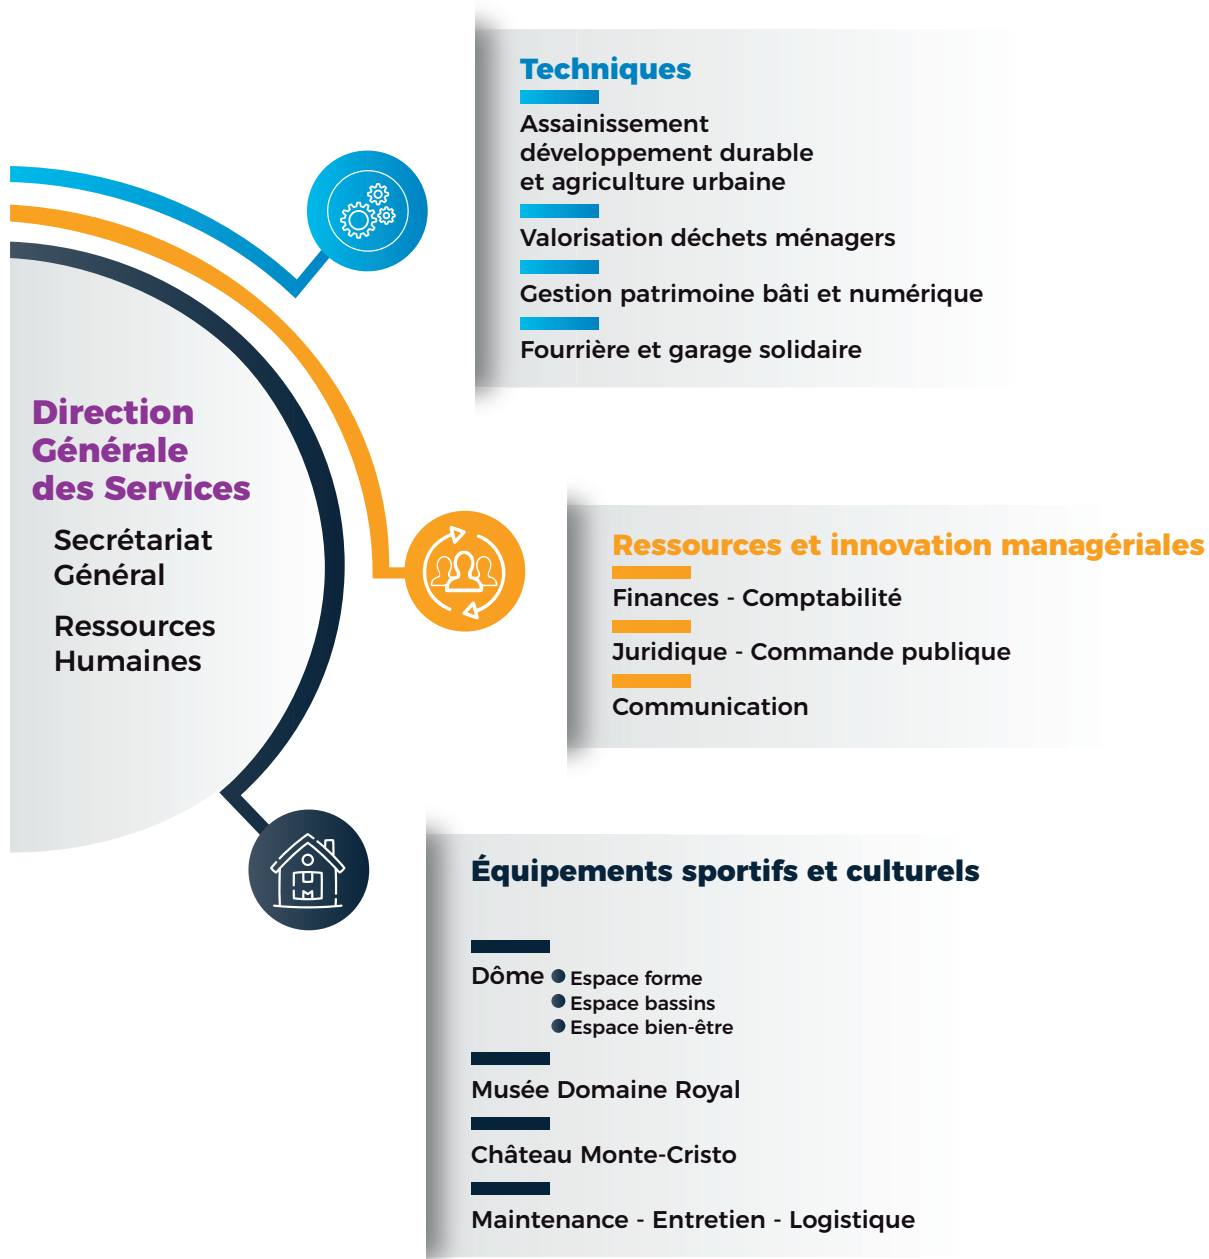 Direction
Générale
des Services
Secrétariat
Général
Ressources
Humaines
Techniques
Assainissement
développement durable
et agriculture urbaine
Valorisation déchets ménagers
Gestion patrimoine bâti et numérique
Fourrière et garage solidaire
Ressources et innovation managériales
Finances - Comptabilité
Juridique - Commande publique
Communication
Équipements sportifs et culturels
Dôme Espace forme
Espace bassins
Espace bien-être
Musée Domaine Royal
Château Monte-Cristo
Maintenance - Entretien - Logistique